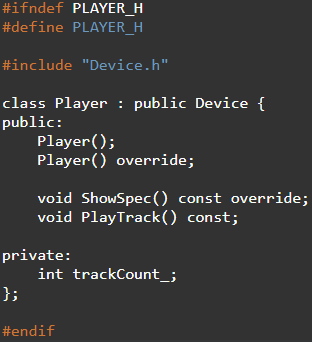 #ifndef PLAYER_H
#define PLAYER_H
#include "Device.h"
class Player : public Device {
public:
    Player();
    Player() override;
    void ShowSpec() const override;
    void PlayTrack() const;
private:
    int trackCount_;
};
#endif